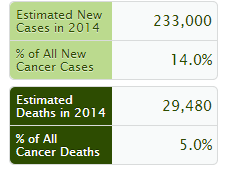 Estimated New
Cases in 2014
233,000
% of All New
Cancer Cases
14.0%
Estimated
Deaths in 2014
29,480
% of All
Cancer Deaths
5.0%